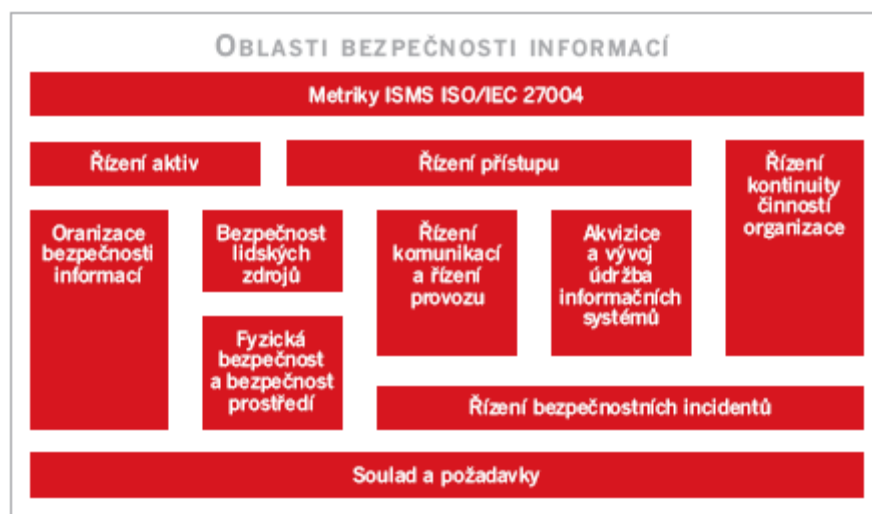 OBLASTI BEZPEČNOSTI INFORMACÍ
Metriky ISMS ISO/IEC 27004
Řízení aktiv
Řízení přístupu
Řízení
kontinuity
činností
organizace
Oranizace
bezpečnosti
informací
Bezpečnost
lidských
zdrojů
Řízení
komunikací
a řízení
provozu
Akvizice
a vývoj
údržba
informačních
systémů
Fyzická
bezpečnost
a bezpečnost
prostředí
Řízení bezpečnostních incidentů
Soulad a požadavky